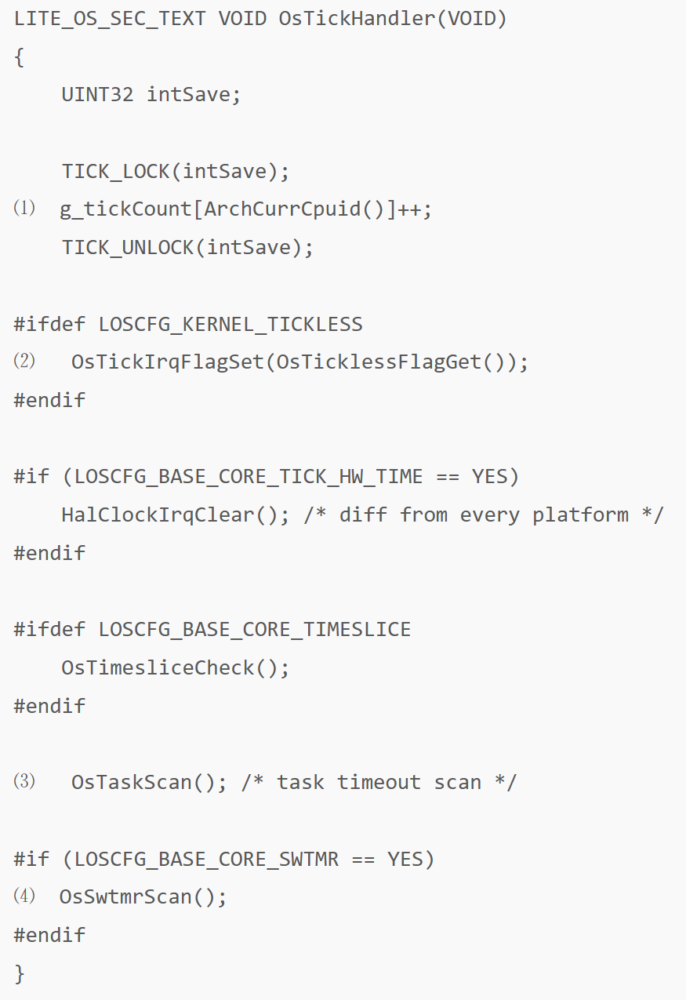 LITE_OS_SEC_TEXT VOID OsTickHandler(VOID)
{
    UINT32 intSave;
    TICK_LOCK(intSave);
⑴  g_tickCount[ArchCurrCpuid()]++;
    TICK_UNLOCK(intSave);
#ifdef LOSCFG_KERNEL_TICKLESS
⑵   OsTickIrqFlagSet(OsTicklessFlagGet());
#endif
#if (LOSCFG_BASE_CORE_TICK_HW_TIME == YES)
    HalClockIrqClear(); /* diff from every platform */
#endif
#ifdef LOSCFG_BASE_CORE_TIMESLICE
    OsTimesliceCheck();
#endif
⑶   OsTaskScan(); /* task timeout scan */
#if (LOSCFG_BASE_CORE_SWTMR == YES)
⑷  OsSwtmrScan();
#endif
}